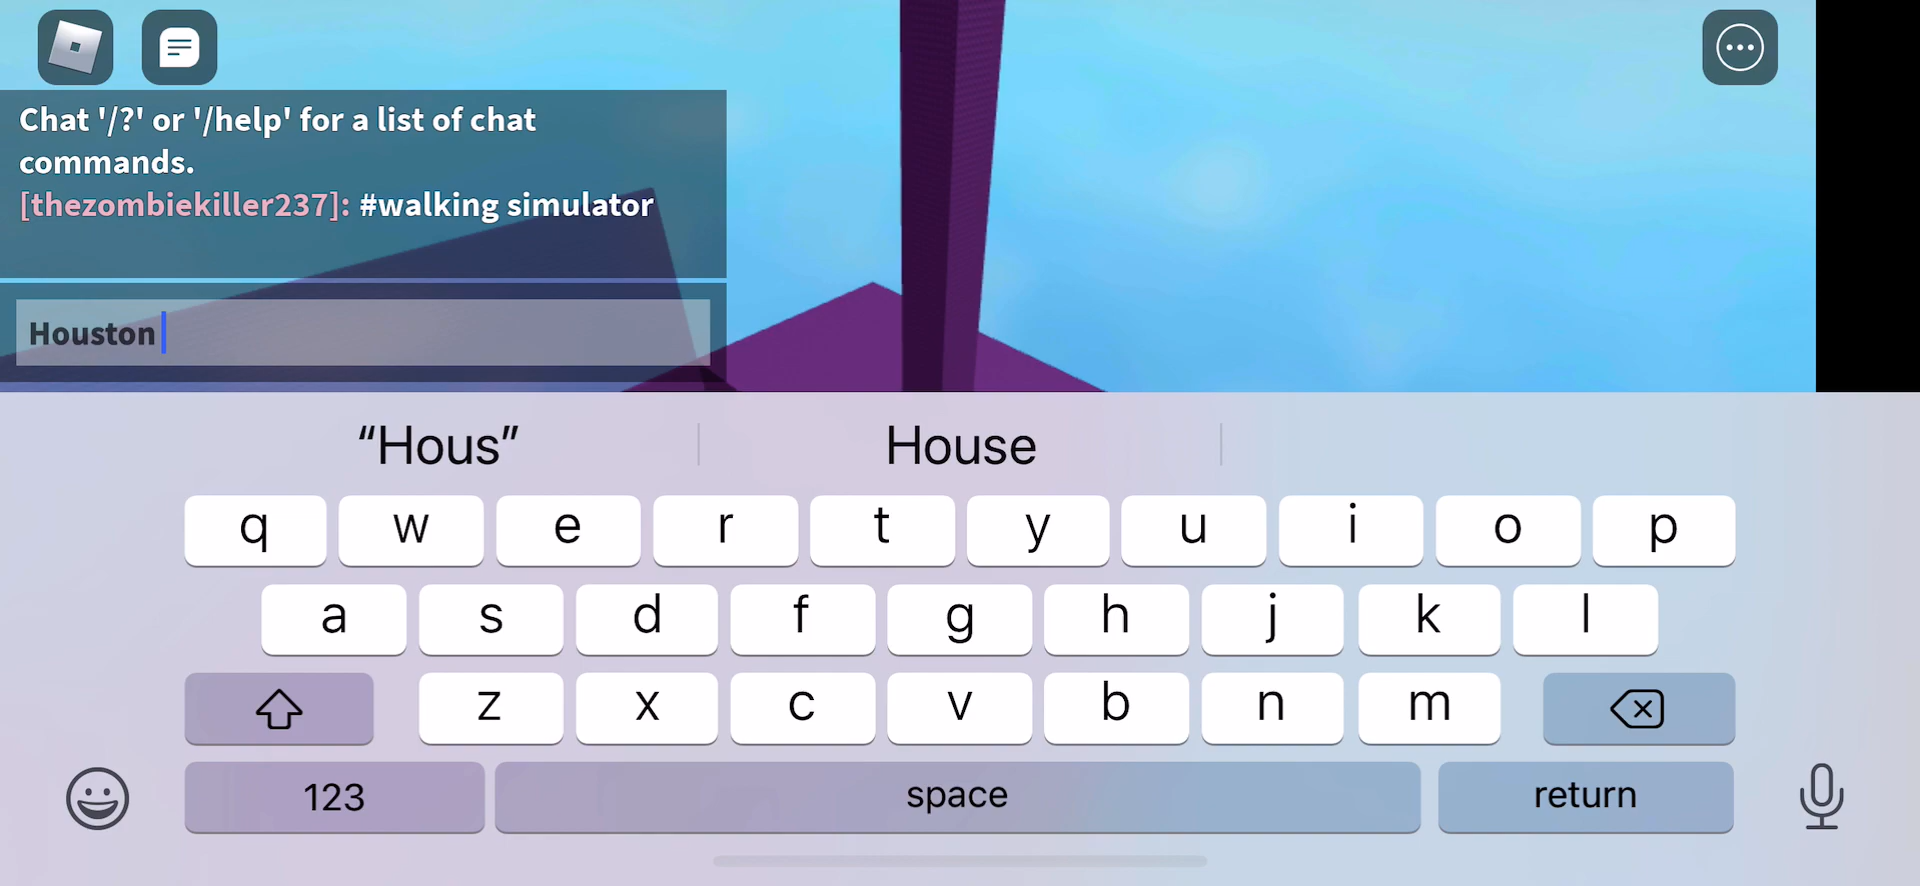 Chat '/?' or '/help' for a list of chat
commands.
[thezombiekiller237]: #walking simulator
Houston
“Hous” House
q w e r t y u i o p
a s d f g h j k l
z x c v b n m
123 space return